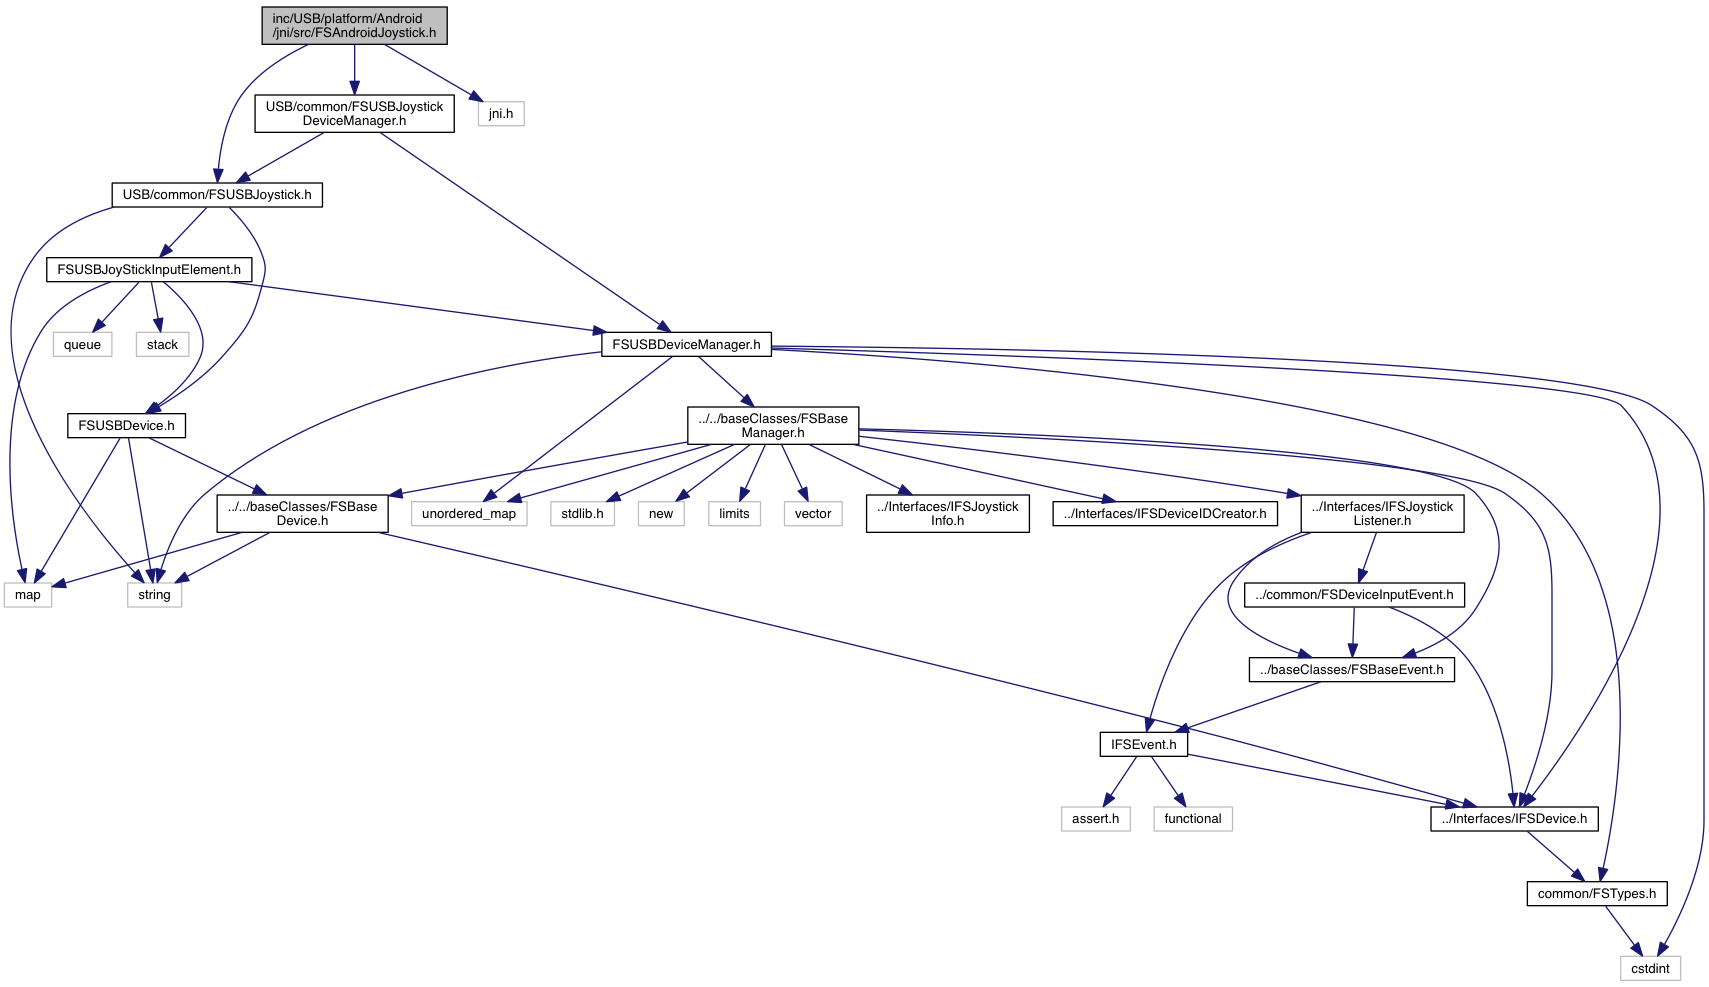 inc/USB/platform/Android
/jni/src/FSAndroidJoystick.h
USB/common/FSUSBJoystick
DeviceManager.h
jni.h
USB/common/FSUSBJoystick.h
FSUSBJoyStickInputElement.h
queue
stack
FSUSBDeviceManager.h
FSUSBDevice.h
../../baseClasses/FSBase
Manager.h
../../baseClasses/FSBase
Device.h
unordered_map
stdlib.h
new
limits
vector
../Interfaces/IFSJoystick
Info.h
../Interfaces/IFSDeviceIDCreator.h
../Interfaces/IFSJoystick
Listener.h
map
string
../common/FSDeviceInputEvent.h
../baseClasses/FSBaseEvent.h
IFSEvent.h
assert.h
functional
../Interfaces/IFSDevice.h
common/FSTypes.h
cstdint